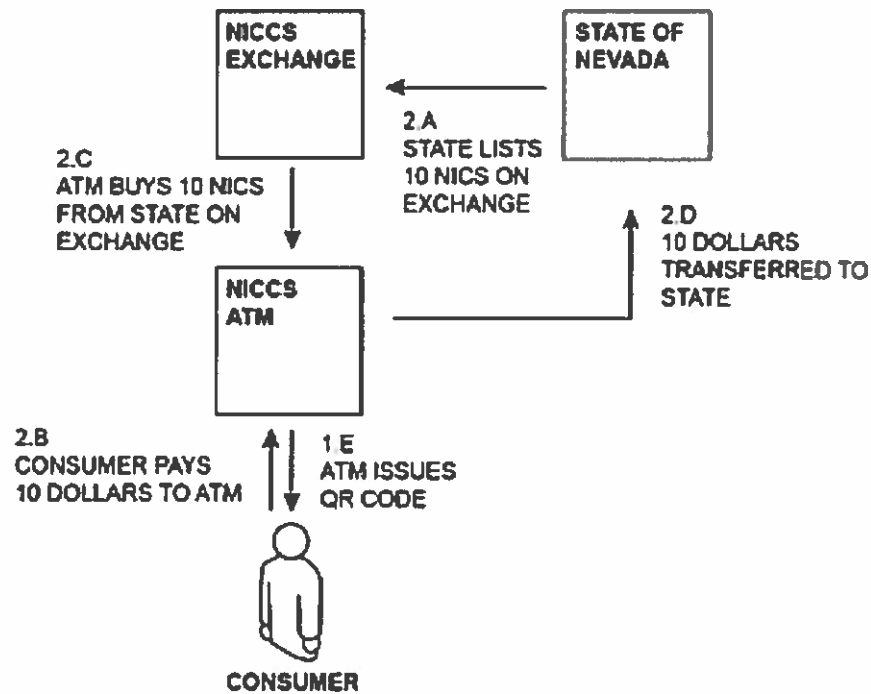 NICCS
EXCHANGE
STATE OF
NEVADA
2.A
STATE LISTS
10 NICS ON
EXCHANGE
2.C
ATM BUYS 10 NICS
FROM STATE ON
EXCHANGE
2.D
10 DOLLARS
TRANSFERRED TO
STATE
NICCS
ATM
2.B
CONSUMER PAYS
10 DOLLARS TO ATM
1.E
ATM ISSUES
QR CODE
CONSUMER